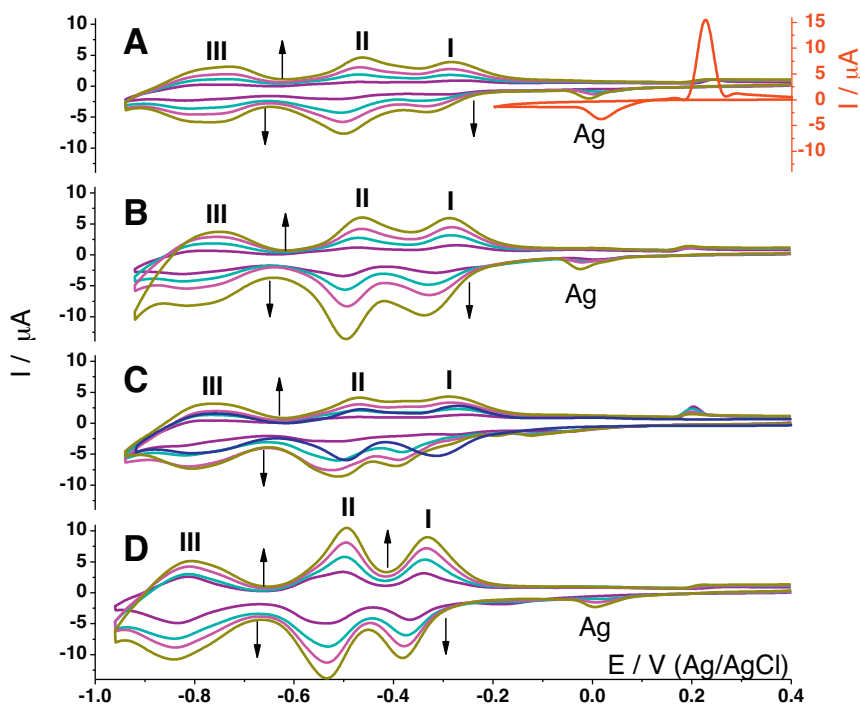 A III II I
10 5 0 -5 -10
15 10 5 0 -5 -10
I / μA
Ag
B III II I
10 5 0 -5 -10
Ag
I / μA
C III II I
10 5 0 -5 -10
D III II I
10 5 0 -5 -10
Ag
E / V (Ag/AgCl)
-1.0 -0.8 -0.6 -0.4 -0.2 0.0 0.2 0.4